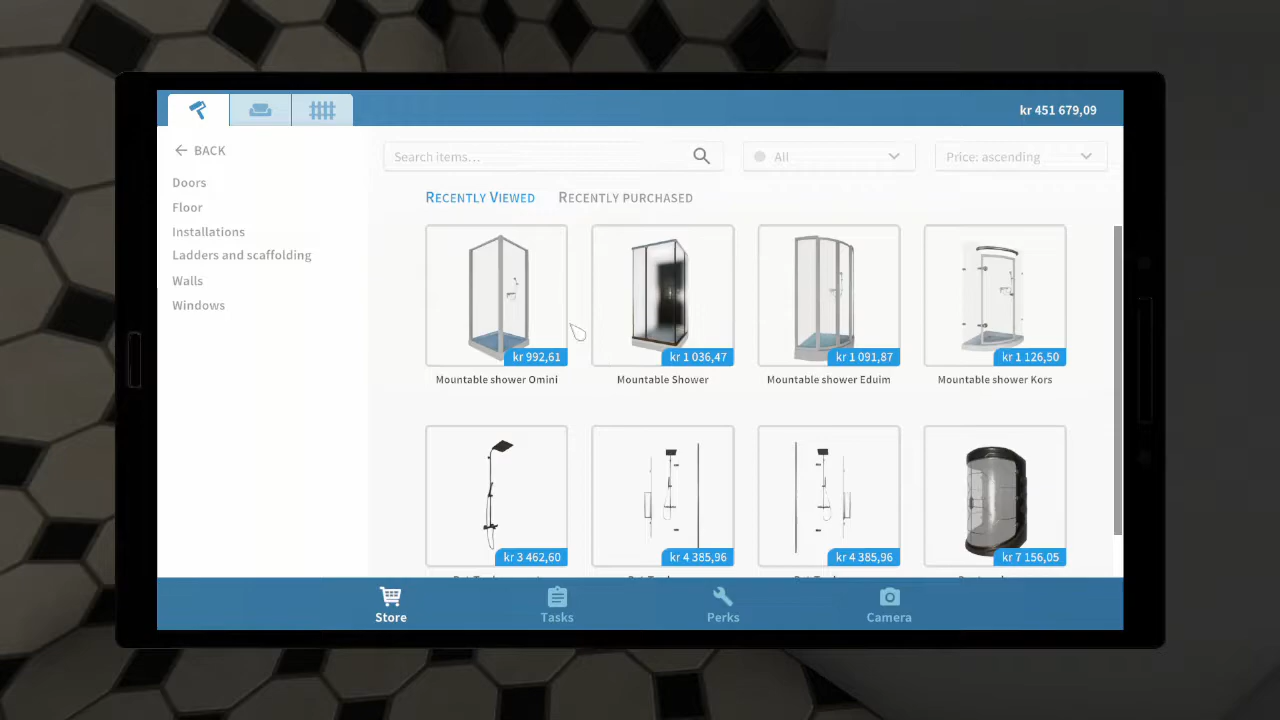 kr 451 679,09
BACK
Search items...
All
Price: ascending
Doors
Floor
Installations
Ladders and scaffolding
Walls
Windows
RECENTLY VIEWED
RECENTLY PURCHASED
kr 992,61
kr 1 036,47
kr 1 091,87
kr 1 126,50
Mountable shower Omini
Mountable Shower
Mountable shower Eduim
Mountable shower Kors
kr 3 462,60
kr 4 385,96
kr 4 385,96
kr 7 156,05
Store
Tasks
Perks
Camera